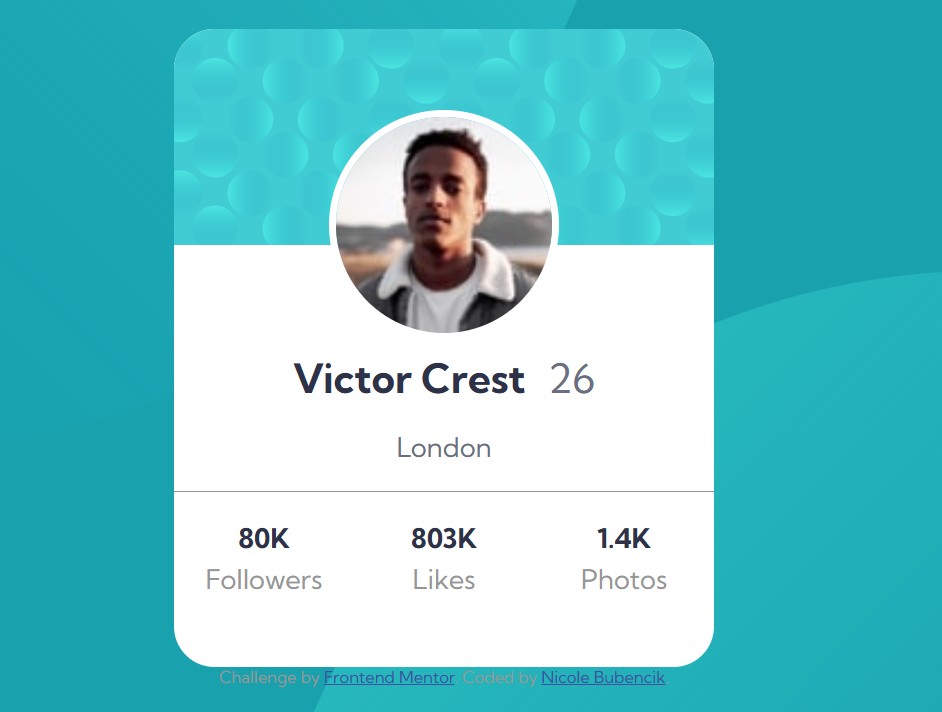 Victor Crest 26
London
80K 803K 1.4K
Followers Likes Photos
Challenge by Frontend Mentor. Coded by Nicole Bubencik